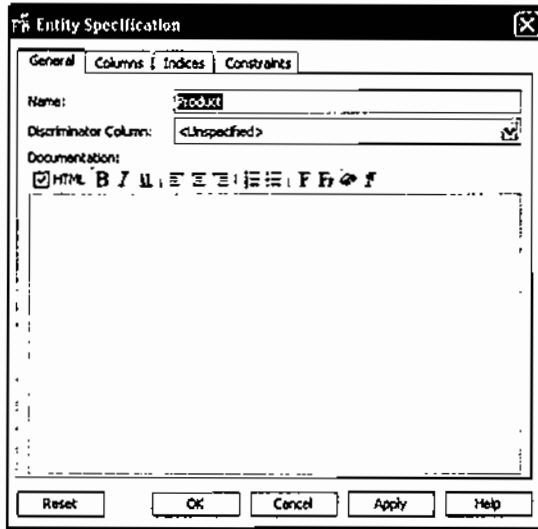 Entity Specification
General Columns Indices Constraints
Name: Product
Discriminator Column: <Unspecified>
Documentation:
HTML B I U F
Reset OK Cancel Apply Help